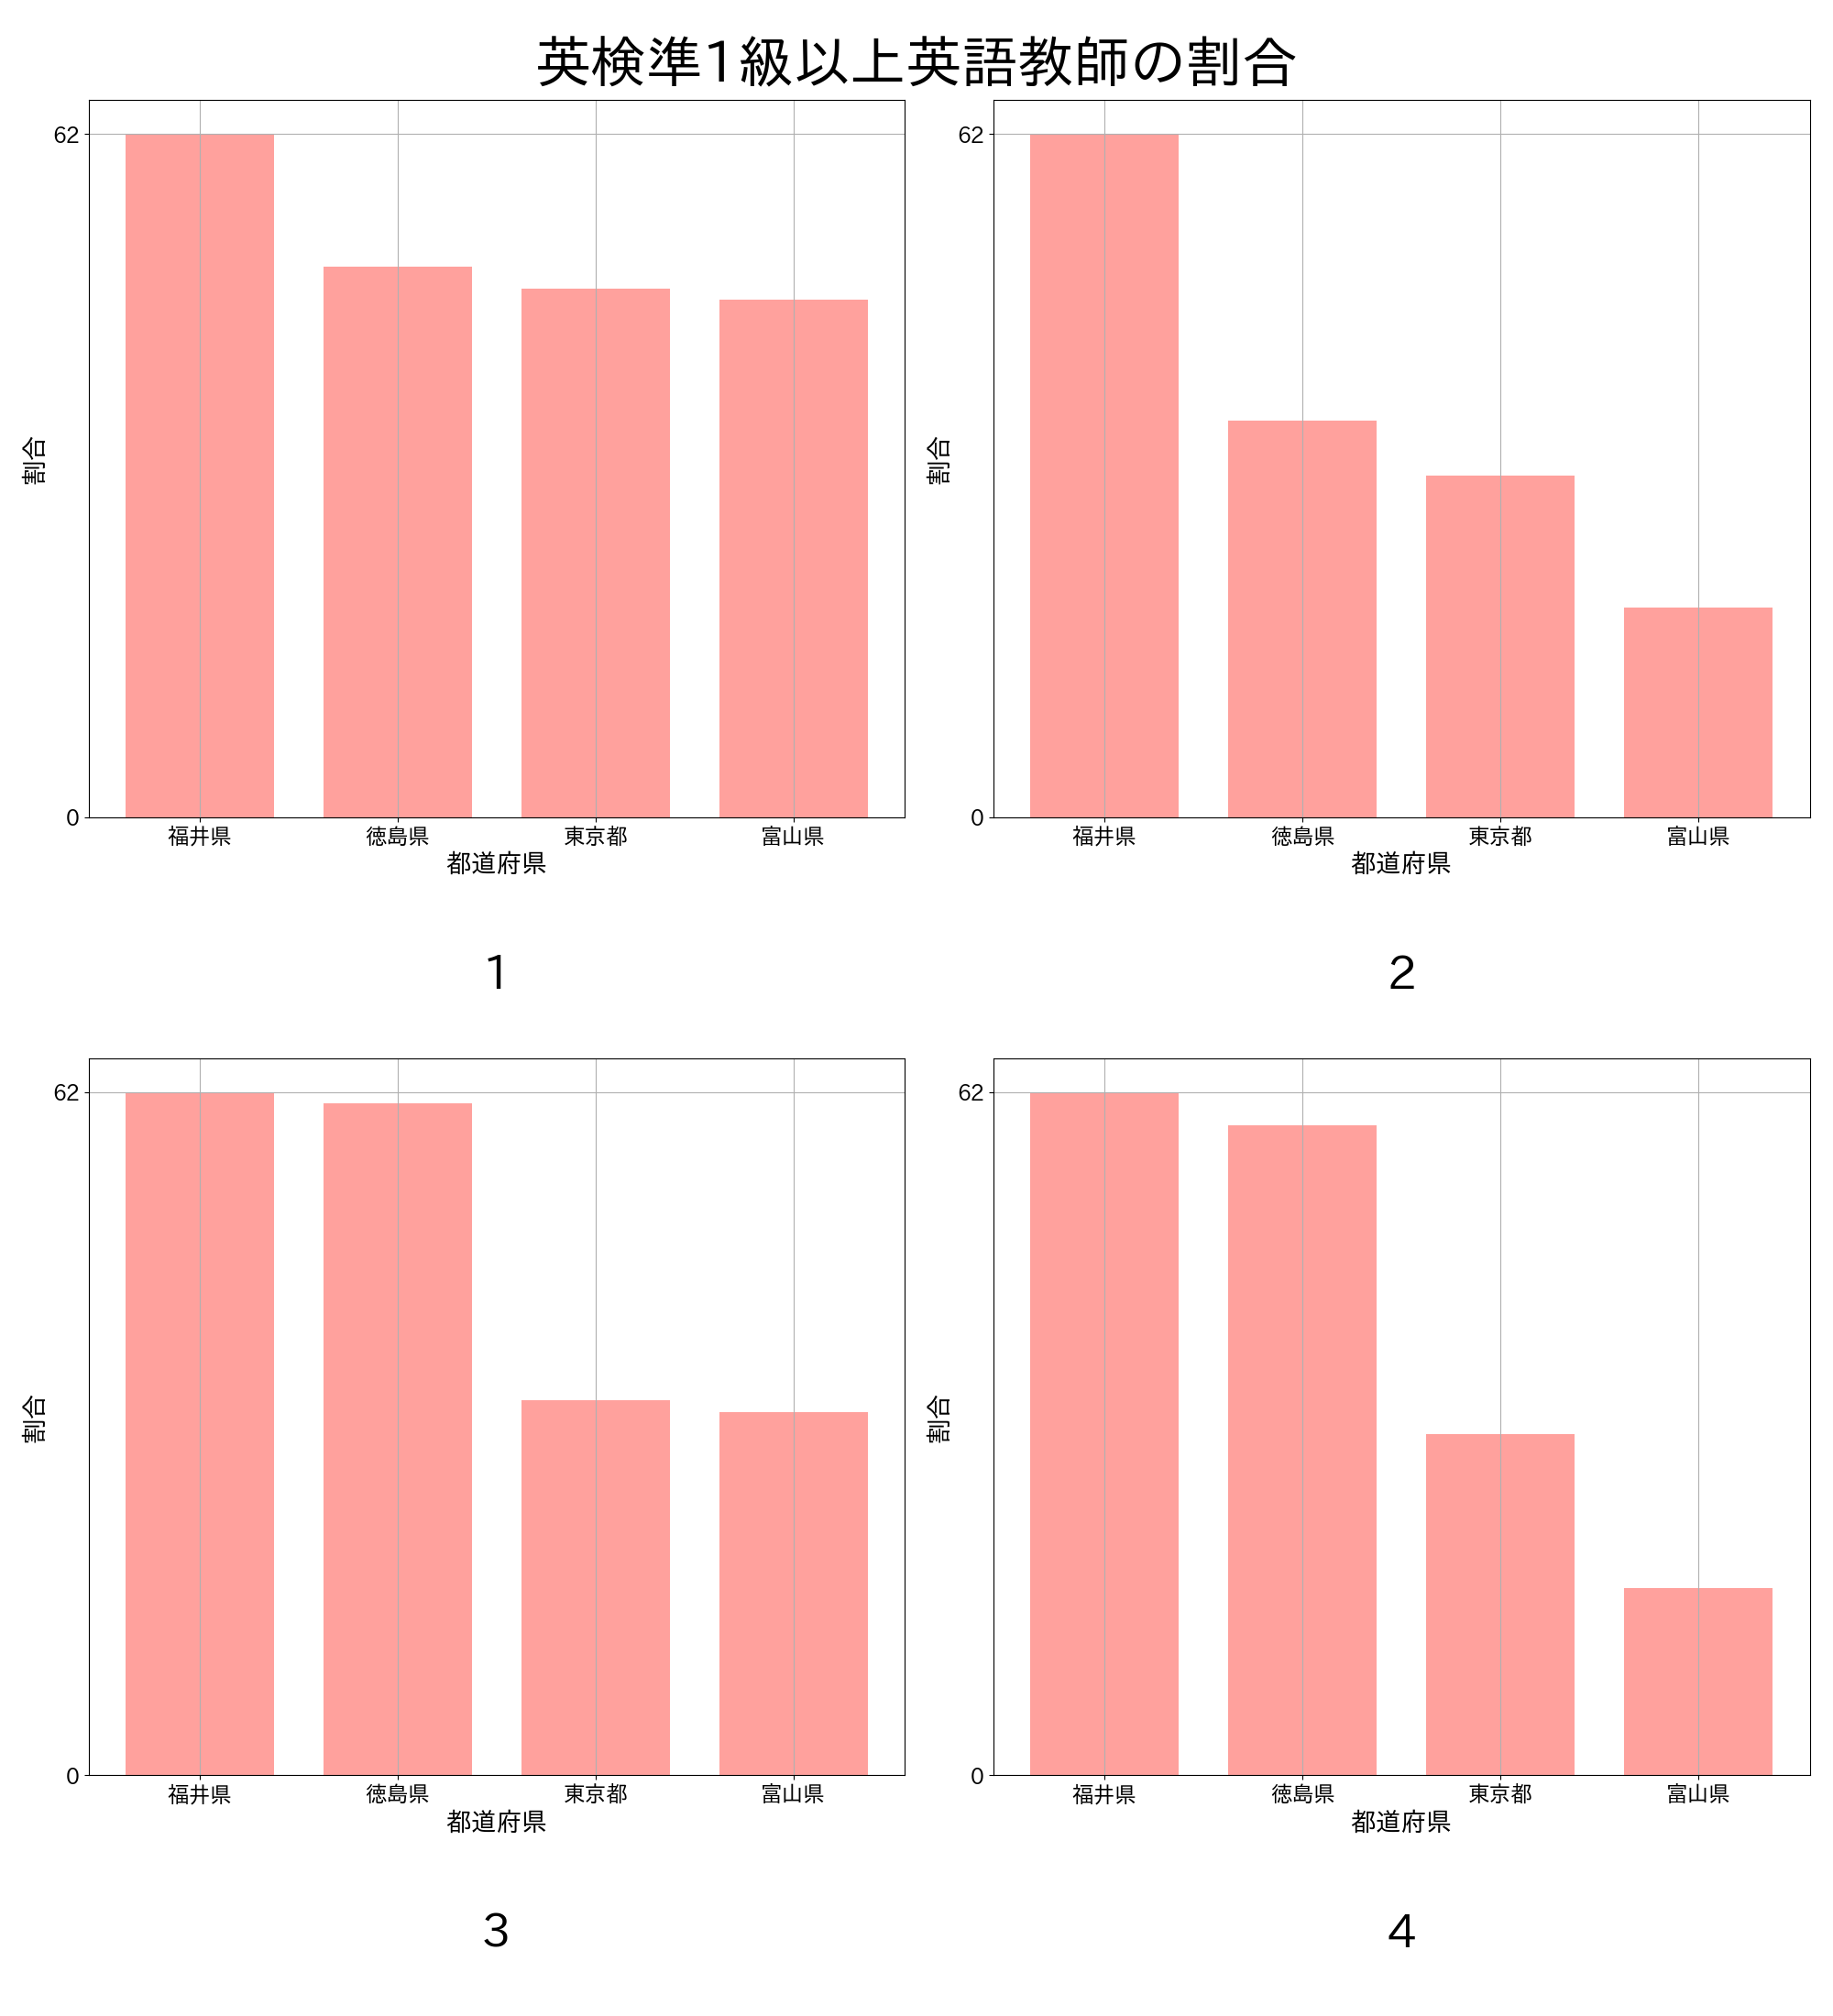 英検準1級以上英語教師の割合
62
0
割合
福井県 徳島県 東京都 富山県
都道府県
1
62
0
割合
福井県 徳島県 東京都 富山県
都道府県
2
62
0
割合
福井県 徳島県 東京都 富山県
都道府県
3
62
0
割合
福井県 徳島県 東京都 富山県
都道府県
4